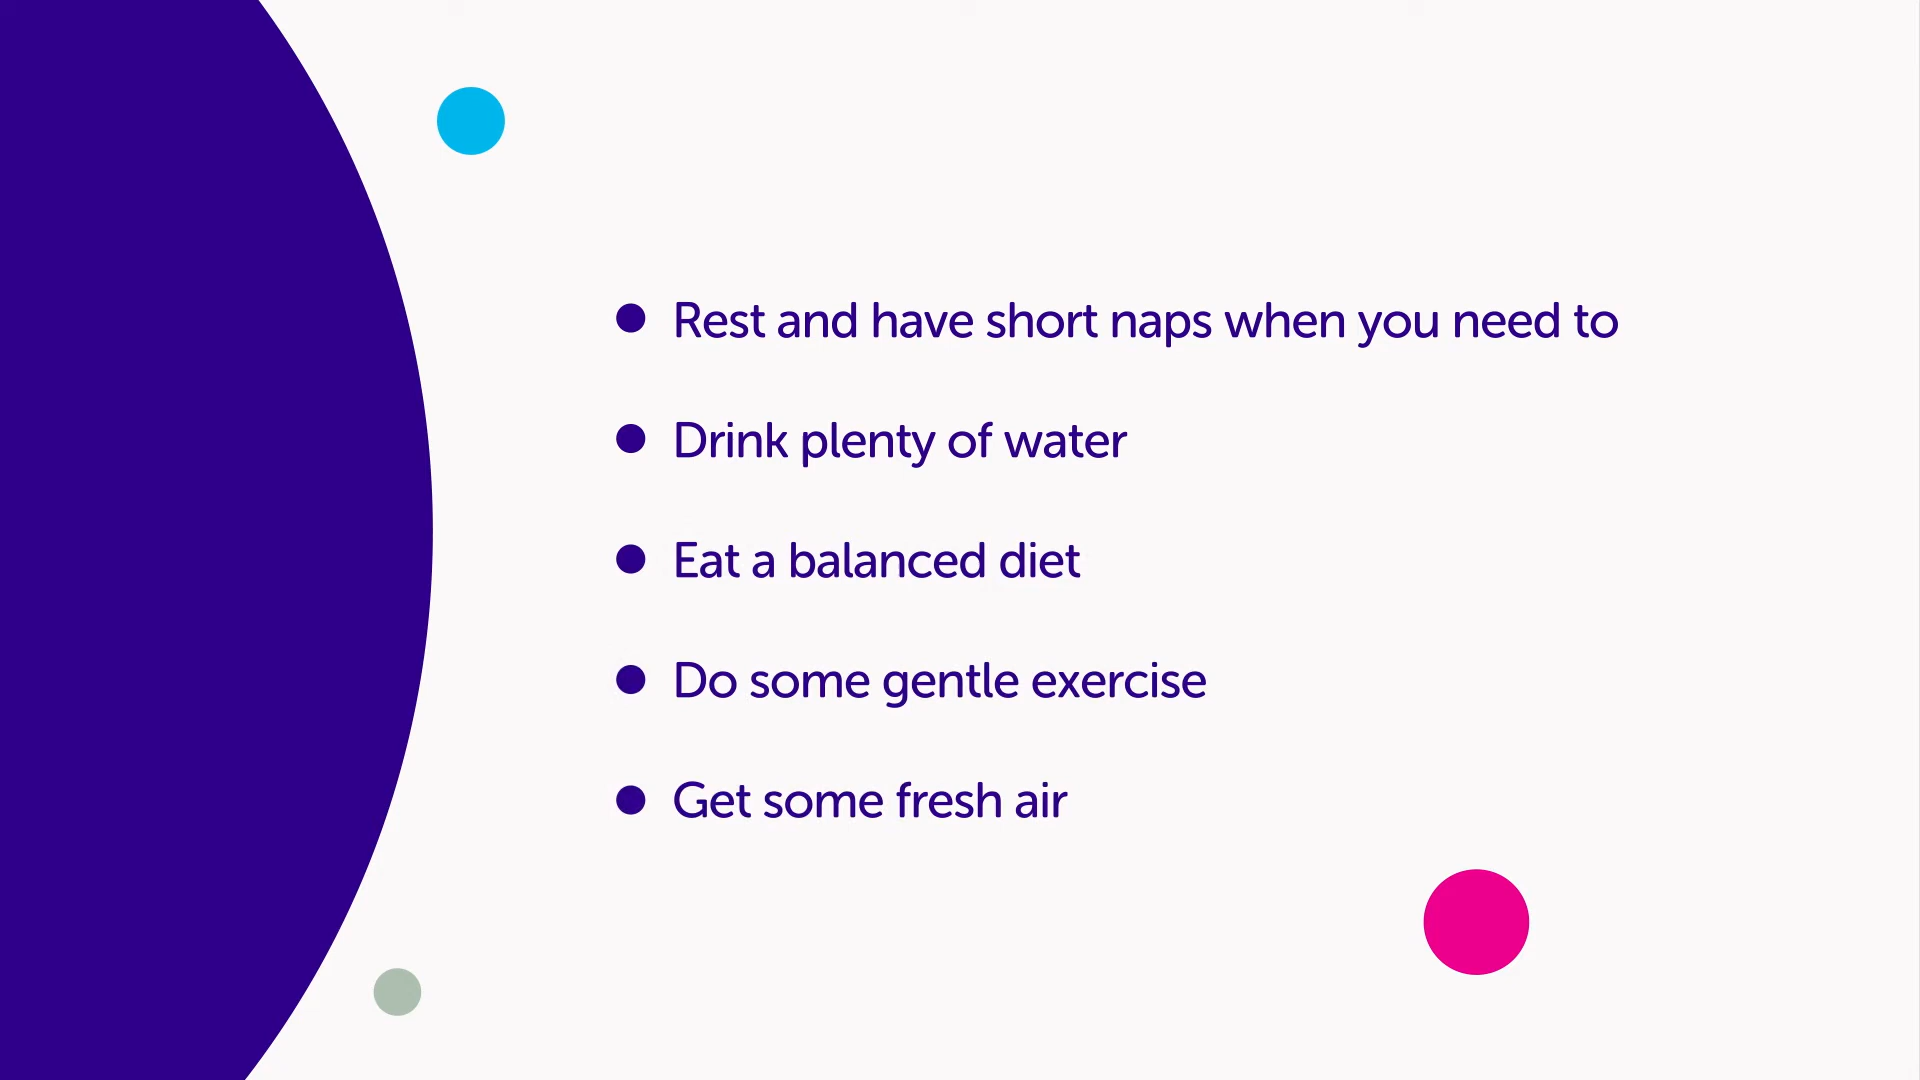 Rest and have short naps when you need to
Drink plenty of water
Eat a balanced diet
Do some gentle exercise
Get some fresh air